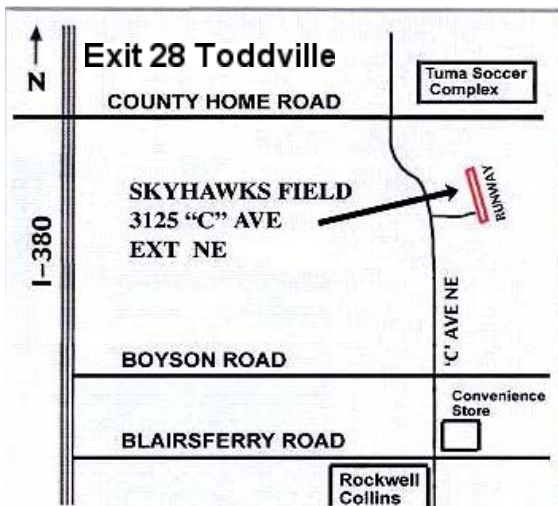 Exit 28 Toddville
N
Tuma Soccer
Complex
COUNTY HOME ROAD
SKYHAWKS FIELD
3125 "C" AVE
EXT NE
RUNWAY
I-380
'C' AVE NE
BOYSON ROAD
Convenience
Store
BLAIRSFERRY ROAD
Rockwell
Collins